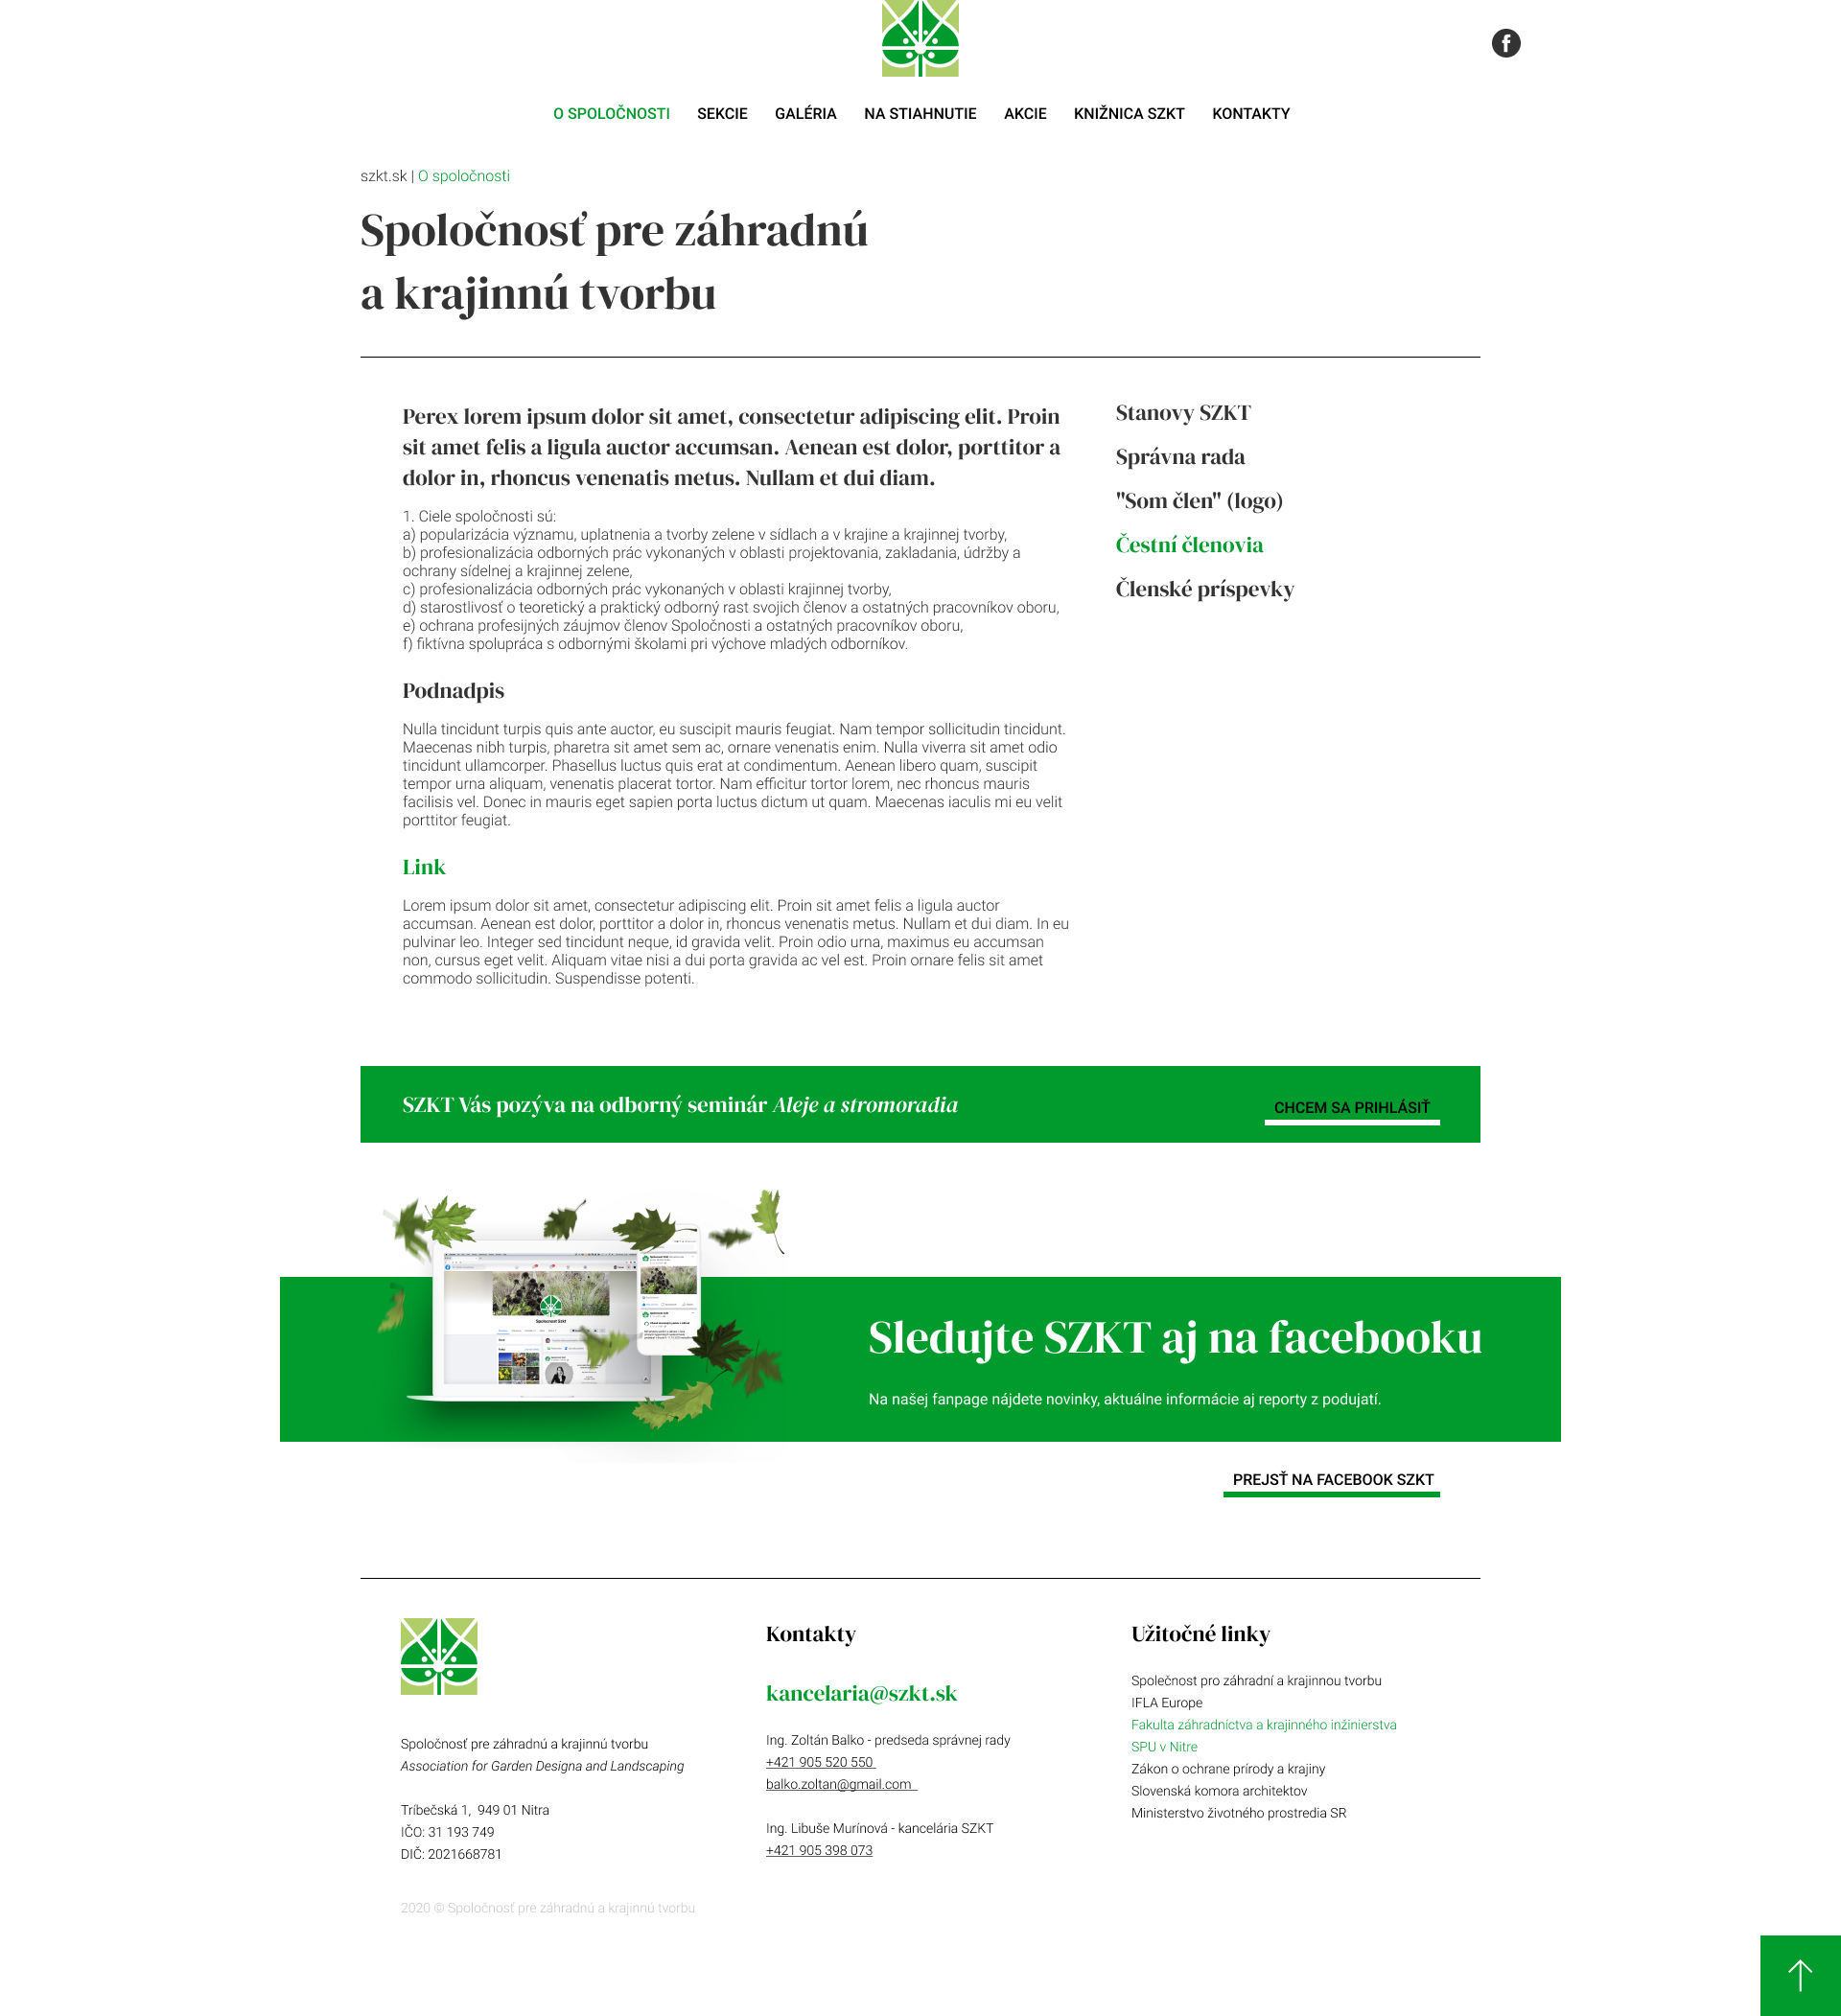 O SPOLOČNOSTI SEKCIE GALÉRIA NA STIAHNUTIE AKCIE KNIŽNICA SZKT KONTAKTY
szkt.sk | O spoločnosti
Spoločnosť pre záhradnú
a krajinnú tvorbu
Perex lorem ipsum dolor sit amet, consectetur adipiscing elit. Proin
sit amet felis a ligula auctor accumsan. Aenean est dolor, porttitor a
dolor in, rhoncus venenatis metus. Nullam et dui diam.
1. Ciele spoločnosti sú:
a) popularizácia významu, uplatnenia a tvorby zelene v sídlach a v krajine a krajinnej tvorby,
b) profesionalizácia odborných prác vykonaných v oblasti projektovania, zakladania, údržby a
ochrany sídelnej a krajinnej zelene,
c) profesionalizácia odborných prác vykonaných v oblasti krajinnej tvorby,
d) starostlivosť o teoretický a praktický odborný rast svojich členov a ostatných pracovníkov oboru,
e) ochrana profesijných záujmov členov Spoločnosti a ostatných pracovníkov oboru,
f) fiktívna spolupráca s odbornými školami pri výchove mladých odborníkov.
Podnadpis
Nulla tincidunt turpis quis ante auctor, eu suscipit mauris feugiat. Nam tempor sollicitudin tincidunt.
Maecenas nibh turpis, pharetra sit amet sem ac, ornare venenatis enim. Nulla viverra sit amet odio
tincidunt ullamcorper. Phasellus luctus quis erat at condimentum. Aenean libero quam, suscipit
tempor urna aliquam, venenatis placerat tortor. Nam efficitur tortor lorem, nec rhoncus mauris
facilisis vel. Donec in mauris eget sapien porta luctus dictum ut quam. Maecenas iaculis mi eu velit
porttitor feugiat.
Link
Lorem ipsum dolor sit amet, consectetur adipiscing elit. Proin sit amet felis a ligula auctor
accumsan. Aenean est dolor, porttitor a dolor in, rhoncus venenatis metus. Nullam et dui diam. In eu
pulvinar leo. Integer sed tincidunt neque, id gravida velit. Proin odio urna, maximus eu accumsan
non, cursus eget velit. Aliquam vitae nisi a dui porta gravida ac vel est. Proin ornare felis sit amet
commodo sollicitudin. Suspendisse potenti.
Stanovy SZKT
Správna rada
"Som člen" (logo)
Čestní členovia
Členské príspevky
SZKT Vás pozýva na odborný seminár Aleje a stromoradia
CHCEM SA PRIHLÁSIŤ
Spolocnost Szkt
Sledujte SZKT aj na facebooku
Na našej fanpage nájdete novinky, aktuálne informácie aj reporty z podujatí.
PREJSŤ NA FACEBOOK SZKT
Spoločnosť pre záhradnú a krajinnú tvorbu
Association for Garden Designa and Landscaping
Tríbečská 1, 949 01 Nitra
IČO: 31 193 749
DIČ: 2021668781
2020 © Spoločnosť pre záhradnú a krajinnú tvorbu
Kontakty
kancelaria@szkt.sk
Ing. Zoltán Balko - predseda správnej rady
+421 905 520 550
balko.zoltan@gmail.com
Ing. Libuše Murínová - kancelária SZKT
+421 905 398 073
Užitočné linky
Společnost pro záhradní a krajinnou tvorbu
IFLA Europe
Fakulta záhradníctva a krajinného inžinierstva
SPU v Nitre
Zákon o ochrane prírody a krajiny
Slovenská komora architektov
Ministerstvo životného prostredia SR